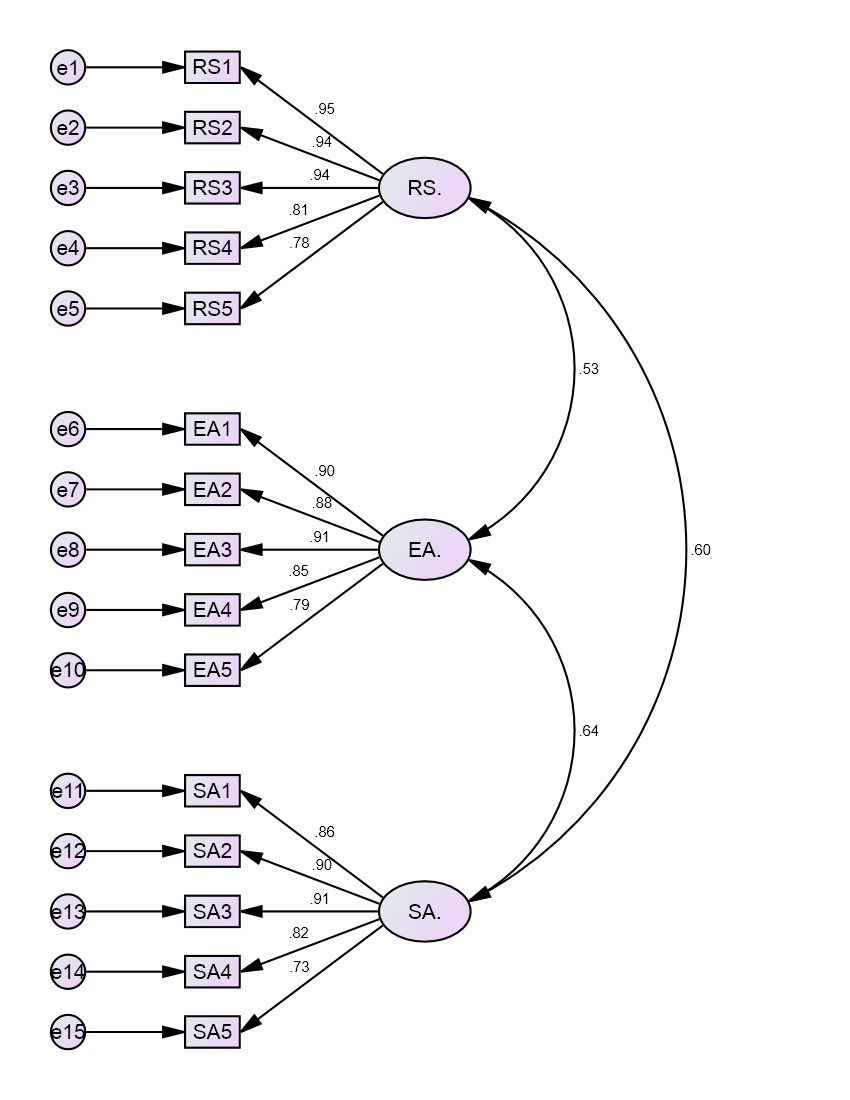 e1 RS1
.95
e2 RS2 .94
e3 RS3 .94 RS.
.81
e4 RS4 .78
e5 RS5
.53
e6 EA1
.90
e7 EA2 .88
.91
e8 EA3 EA. .60
.85
e9 EA4 .79
e10 EA5
.64
e11 SA1
.86
e12 SA2 .90
.91
e13 SA3 SA.
.82
e14 SA4 .73
e15 SA5